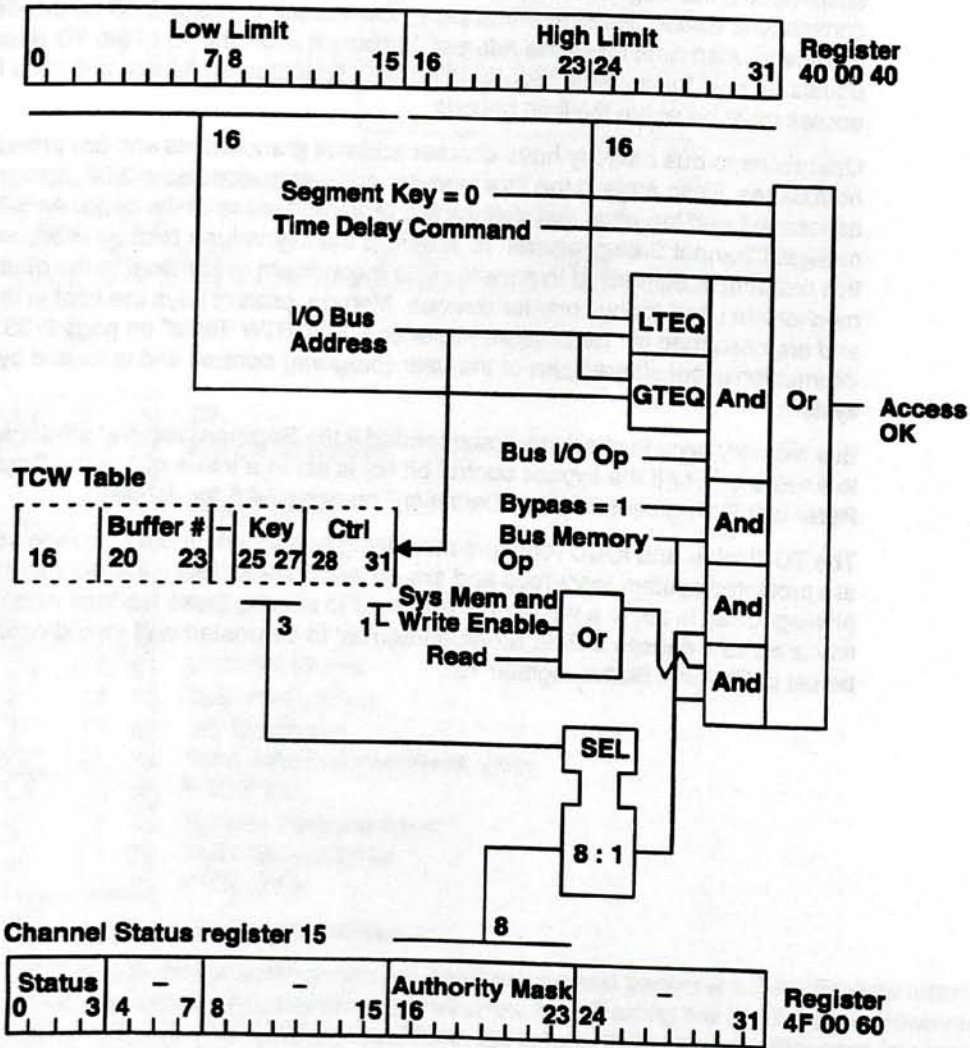 Low Limit High Limit Register
0 7 8 15 16 23 24 31 40 00 40
16 16
Segment Key = 0
Time Delay Command
I/O Bus
Address
LTEQ
GTEQ And Or Access
OK
Bus I/O Op
TCW Table
Bypass = 1
And
Buffer # – Key Ctrl
16 20 23 25 27 28 31
Bus Memory
Op
And
3 1 Sys Mem and
Write Enable Or
Read
And
SEL
8 : 1
8
Channel Status register 15
Status – – Authority Mask – Register
0 3 4 7 8 15 16 23 24 31 4F 00 60